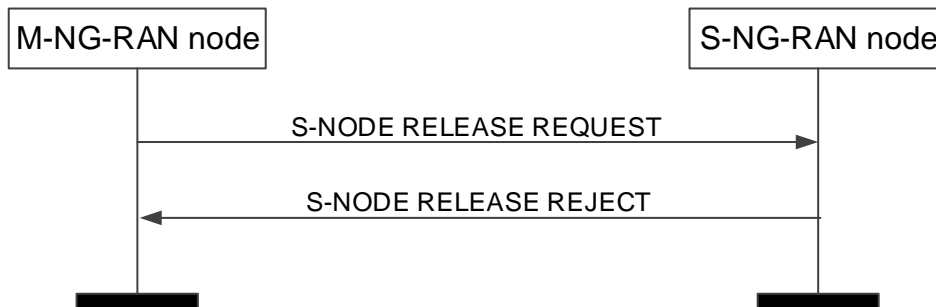 M-NG-RAN node
S-NG-RAN node
S-NODE RELEASE REQUEST
S-NODE RELEASE REJECT